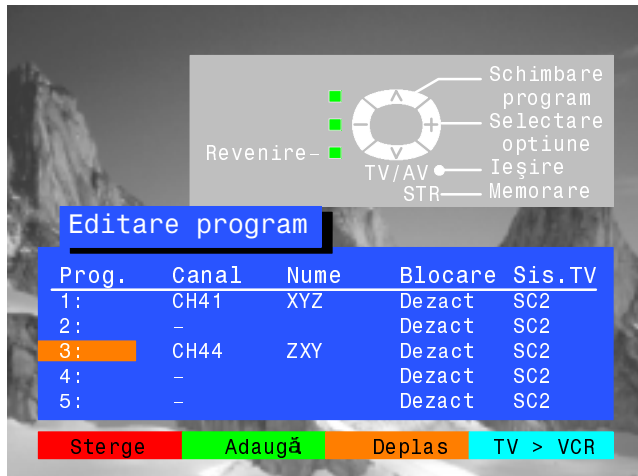 Schimbare
program
Selectare
optiune
Revenire
TV/AV Ieşire
STR Memorare
Editare program
Prog. Canal Nume Blocare Sis.TV
1: CH41 XYZ Dezact SC2
2: – Dezact SC2
3: CH44 ZXY Dezact SC2
4: – Dezact SC2
5: – Dezact SC2
Sterge Adaugă Deplas TV > VCR